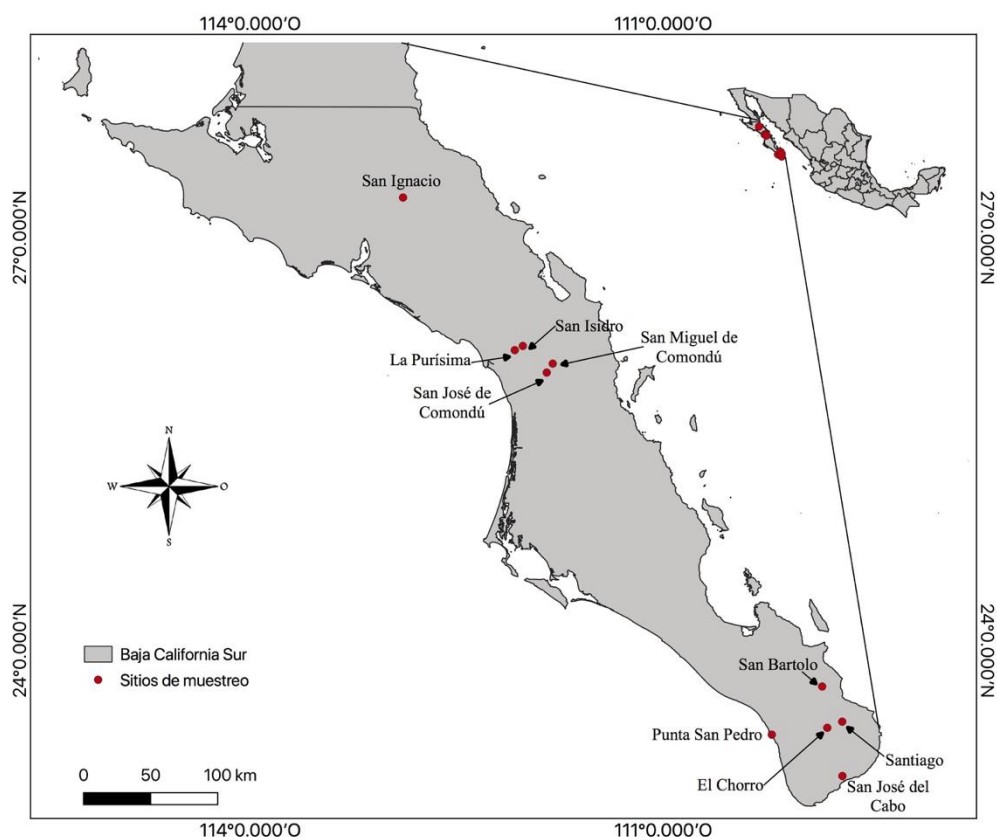 114°0.000'O
111°0.000'O
27°0.000'N
27°0.000'N
San Ignacio
San Isidro
La Purísima
San Miguel de
Comondú
San José de
Comondú
N
W
O
S
24°0.000'N
24°0.000'N
Baja California Sur
Sitios de muestreo
San Bartolo
Punta San Pedro
Santiago
El Chorro
San José del
Cabo
0
50
100 km
114°0.000'O
111°0.000'O